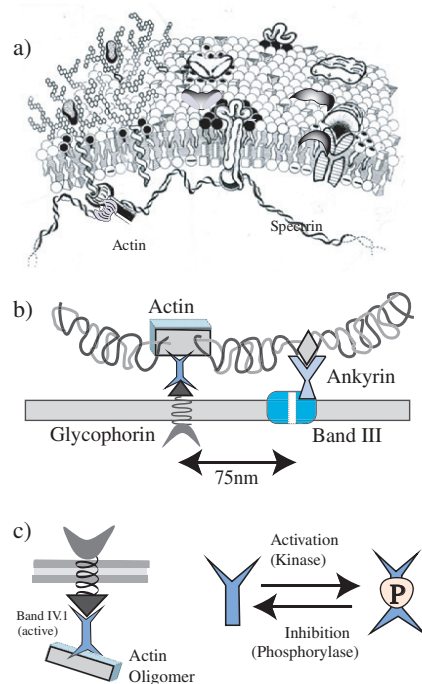 a)
Actin
Spectrin
b)
Actin
Ankyrin
Glycophorin
Band III
75nm
c)
Band IV.1
(active)
Actin
Oligomer
Activation
(Kinase)
P
Inhibition
(Phosphorylase)